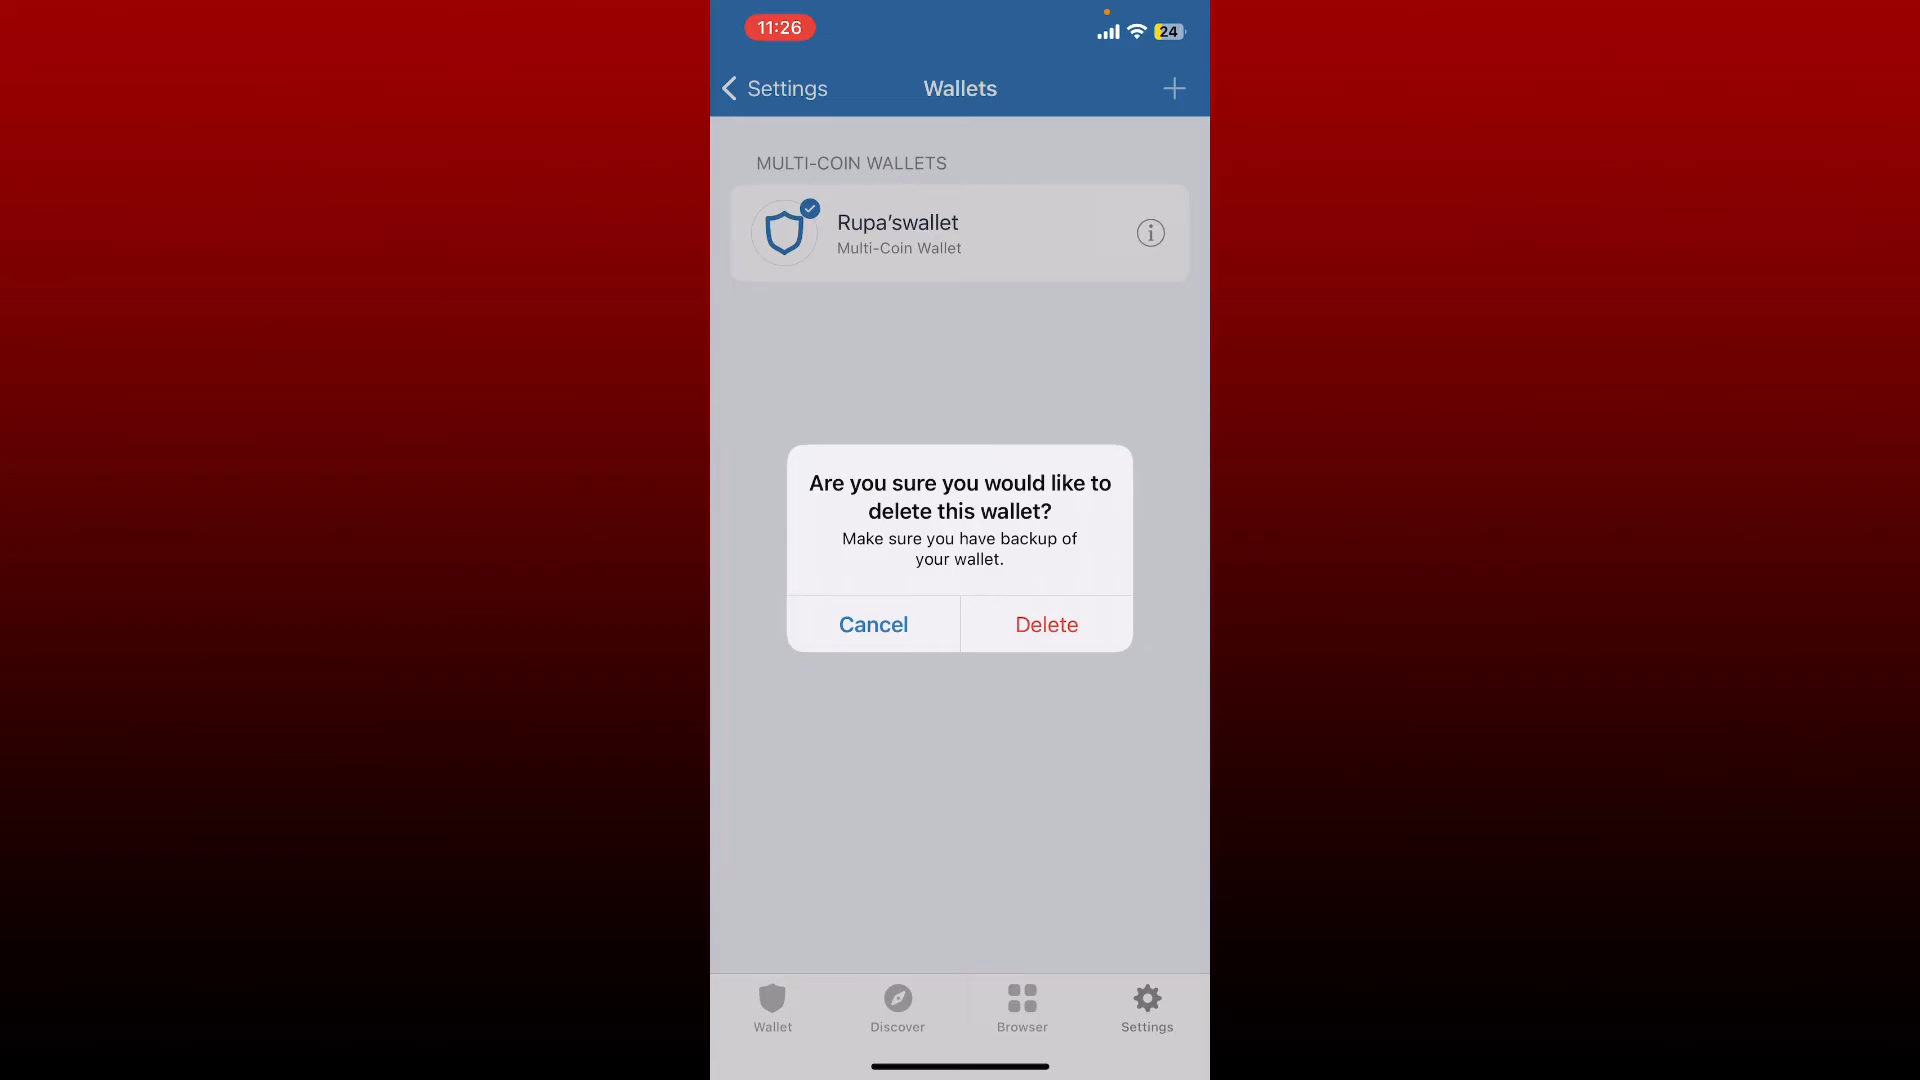 11:26
24
Settings
Wallets
MULTI-COIN WALLETS
Rupa’swallet
Multi-Coin Wallet
Are you sure you would like to
delete this wallet?
Make sure you have backup of
your wallet.
Cancel
Delete
Wallet
Discover
Browser
Settings